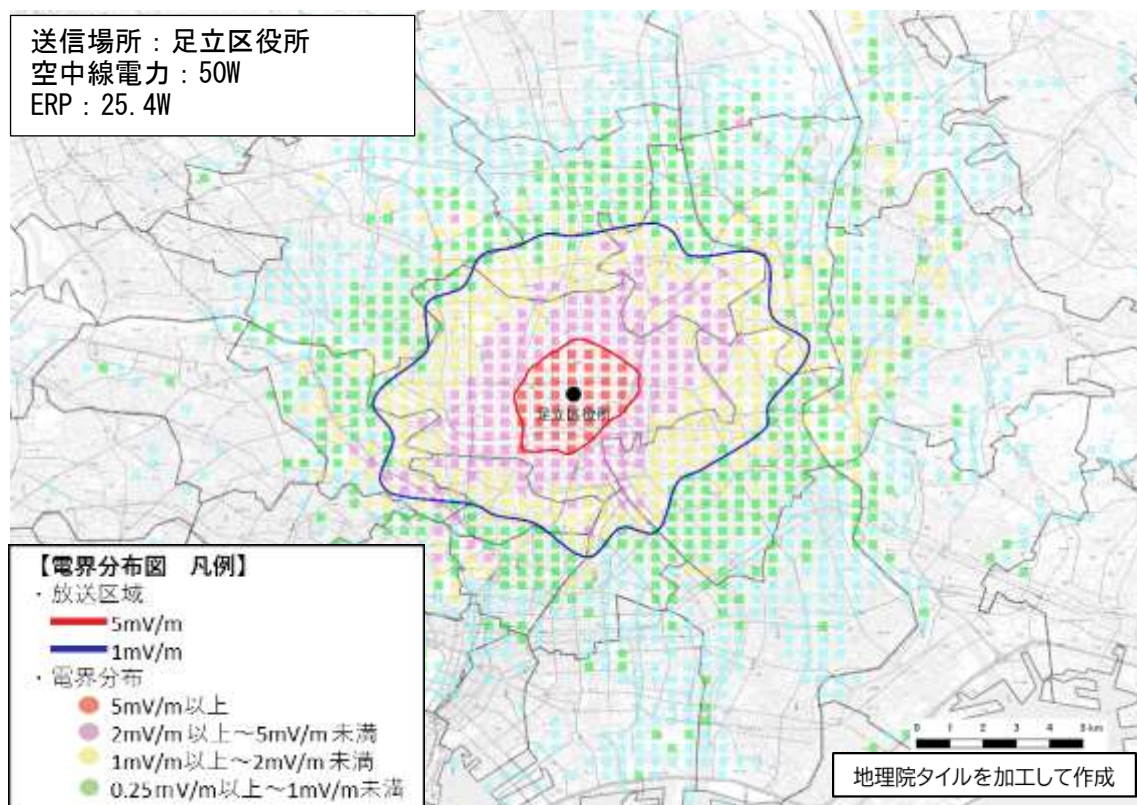 送信場所：足立区役所
空中線電力：50W
ERP：25.4W
足立区役所
【電界分布図　凡例】
・放送区域
5mV/m
1mV/m
・電界分布
5mV/m以上
2mV/m以上～5mV/m未満
1mV/m以上～2mV/m未満
0.25mV/m以上～1mV/m未満
0 1 2 3 4 5 km
地理院タイルを加工して作成